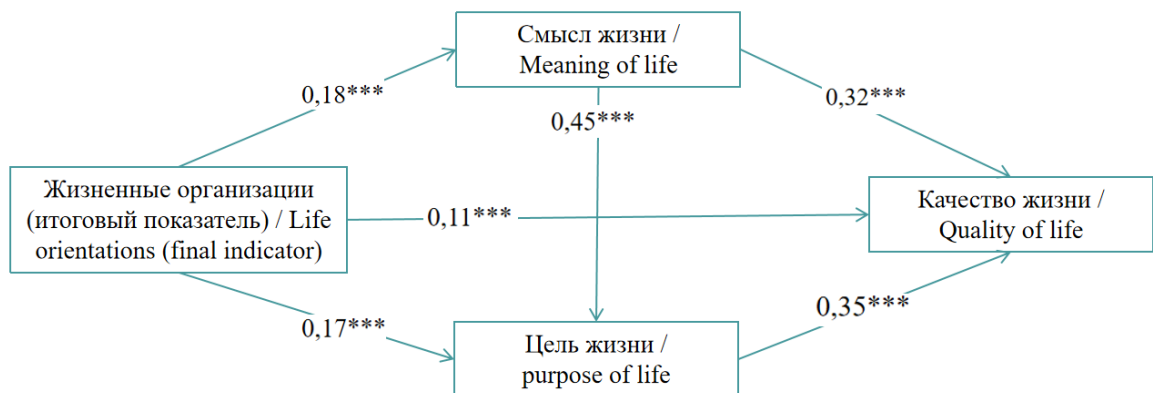 Смысл жизни /
Meaning of life
0,18***
0,32***
0,45***
Жизненные организации
(итоговый показатель) / Life
orientations (final indicator)
0,11***
Качество жизни /
Quality of life
0,17***
0,35***
Цель жизни /
purpose of life